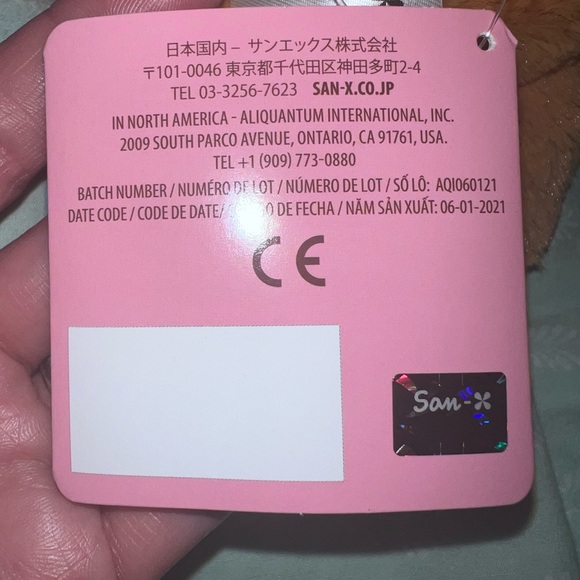 日本国内 – サンエックス株式会社
〒101-0046 東京都千代田区神田多町2-4
TEL 03-3256-7623 SAN-X.CO.JP
IN NORTH AMERICA - ALIQUANTUM INTERNATIONAL, INC.
2009 SOUTH PARCO AVENUE, ONTARIO, CA 91761, USA.
TEL +1 (909) 773-0880
BATCH NUMBER / NUMÉRO DE LOT / NÚMERO DE LOT / SỐ LÔ: AQI060121
DATE CODE / CODE DE DATE/ DE FECHA / NĂM SẢN XUẤT: 06-01-2021
CE
San-X